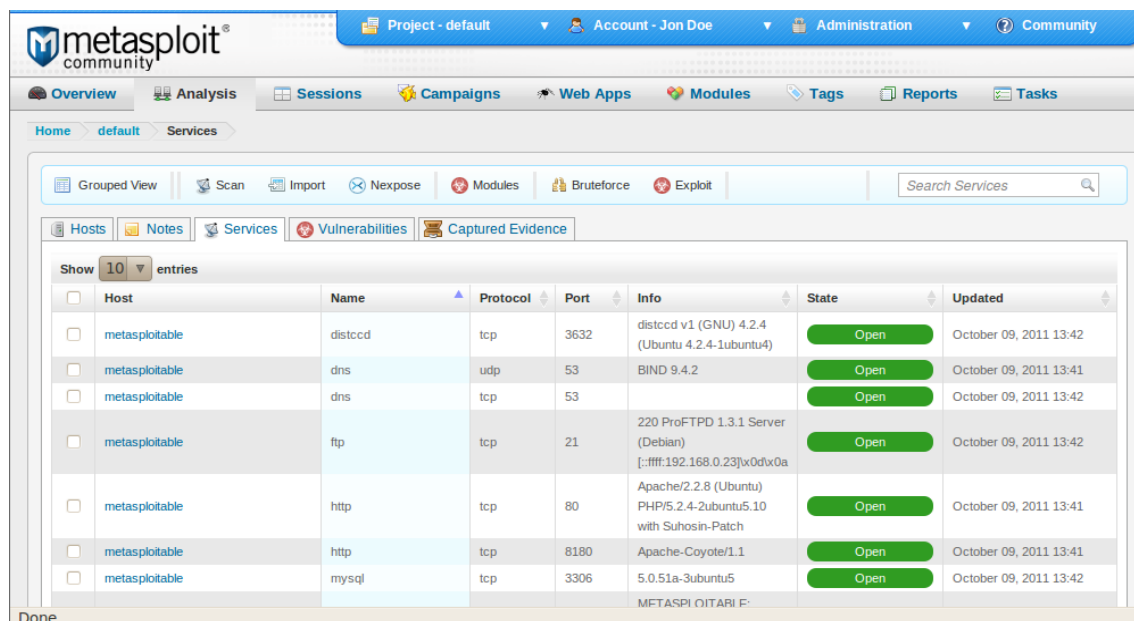 Project - default
Account - Jon Doe
Administration
Community
metasploit®
community
Overview
Analysis
Sessions
Campaigns
Web Apps
Modules
Tags
Reports
Tasks
Home
default
Services
Grouped View
Scan
Import
Nexpose
Modules
Bruteforce
Exploit
Search Services
Hosts
Notes
Services
Vulnerabilities
Captured Evidence
Show 10 entries
Host Name Protocol Port Info State Updated
metasploitable distccd tcp 3632 distccd v1 (GNU) 4.2.4 Open October 09, 2011 13:42
(Ubuntu 4.2.4-1ubuntu4)
metasploitable dns udp 53 BIND 9.4.2 Open October 09, 2011 13:41
metasploitable dns tcp 53 Open October 09, 2011 13:42
220 ProFTPD 1.3.1 Server
metasploitable ftp tcp 21 (Debian) Open October 09, 2011 13:42
[::ffff:192.168.0.23]\x0d\x0a
Apache/2.2.8 (Ubuntu)
metasploitable http tcp 80 PHP/5.2.4-2ubuntu5.10 Open October 09, 2011 13:41
with Suhosin-Patch
metasploitable http tcp 8180 Apache-Coyote/1.1 Open October 09, 2011 13:41
metasploitable mysql tcp 3306 5.0.51a-3ubuntu5 Open October 09, 2011 13:42
METASPLOITABLE:
Done